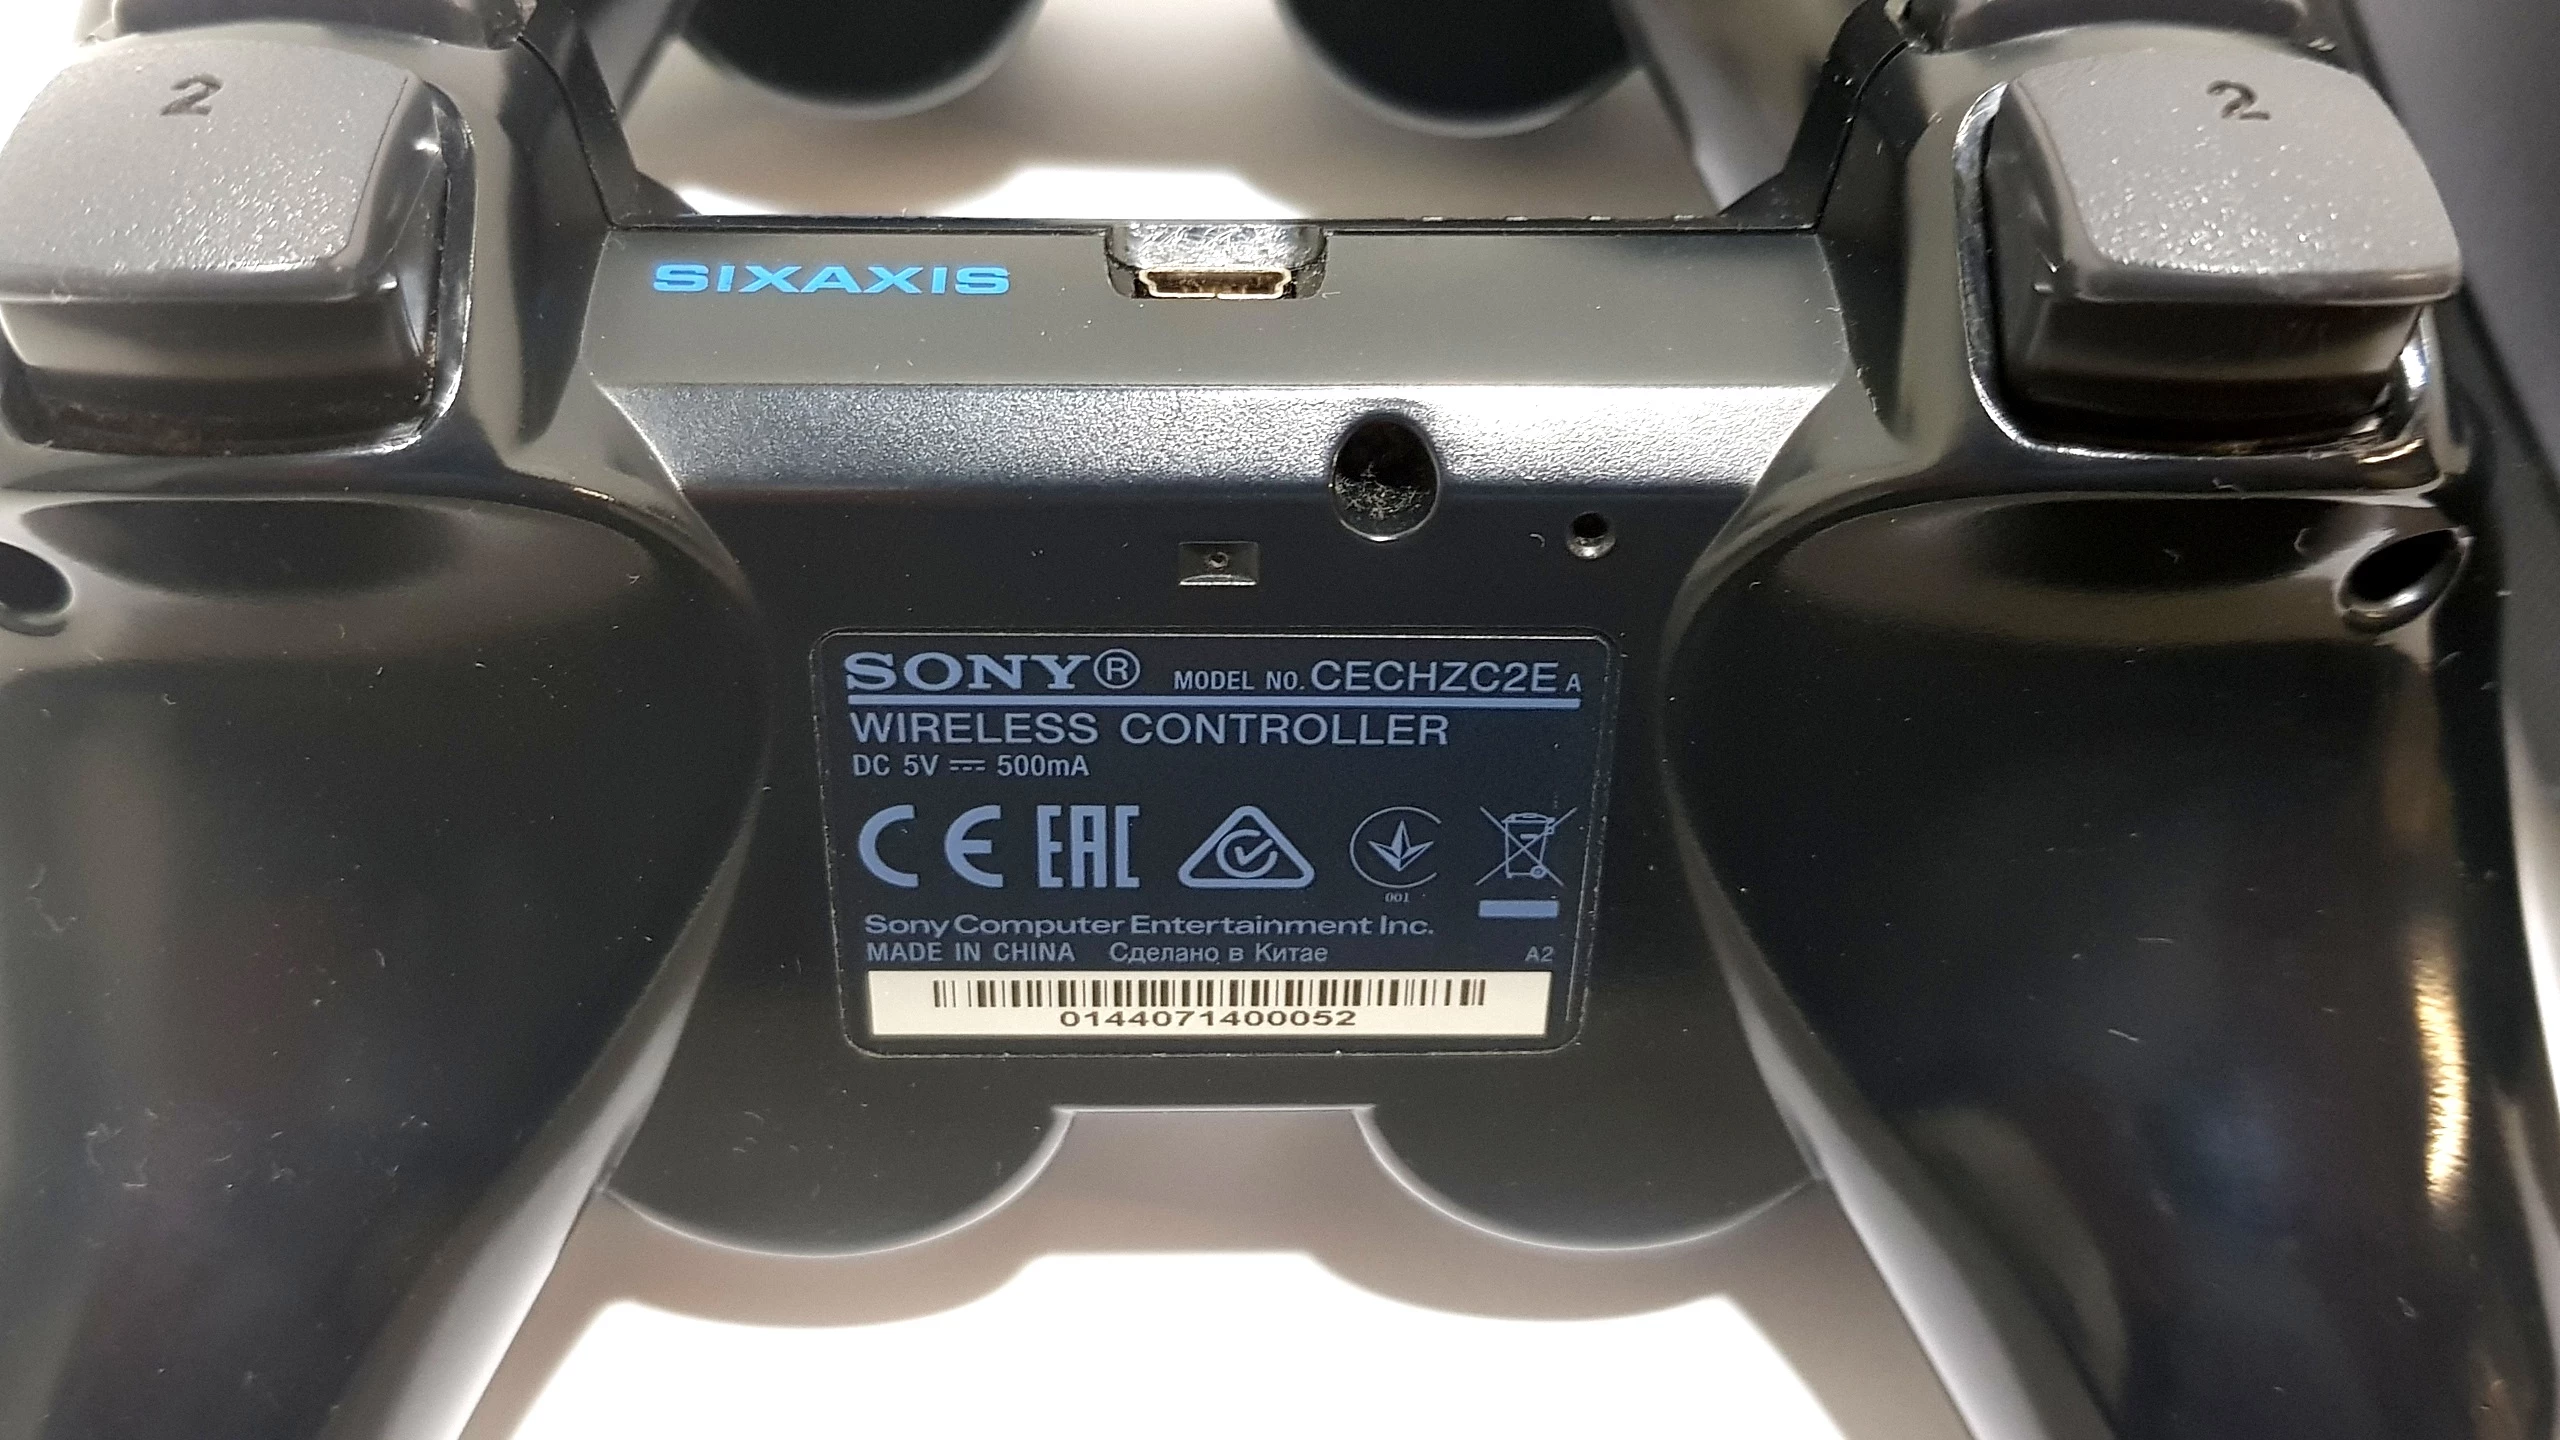 2
2
SIXAXIS
SONY® MODEL NO. CECHZC2E A
WIRELESS CONTROLLER
DC 5V ⎓ 500mA
CE EAC
001
Sony Computer Entertainment Inc.
MADE IN CHINA Сделано в Китае A2
0144071400052